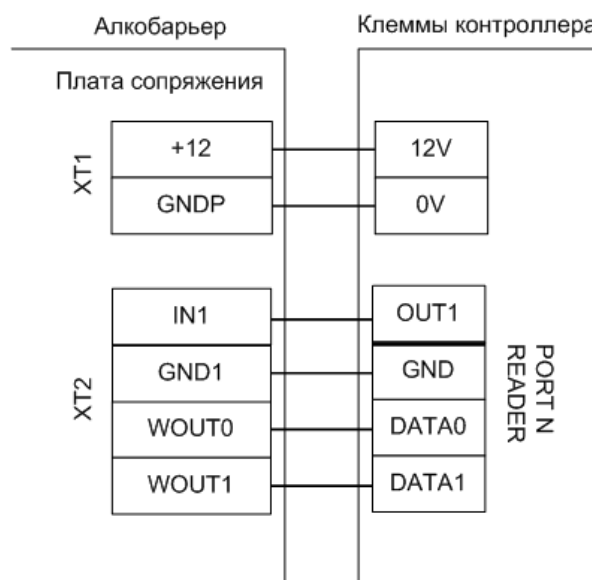 Алкобарьер
Клеммы контроллера
Плата сопряжения
XT1
+12
12V
GNDP
0V
XT2
IN1
OUT1
GND1
GND
WOUT0
DATA0
WOUT1
DATA1
PORT N
READER